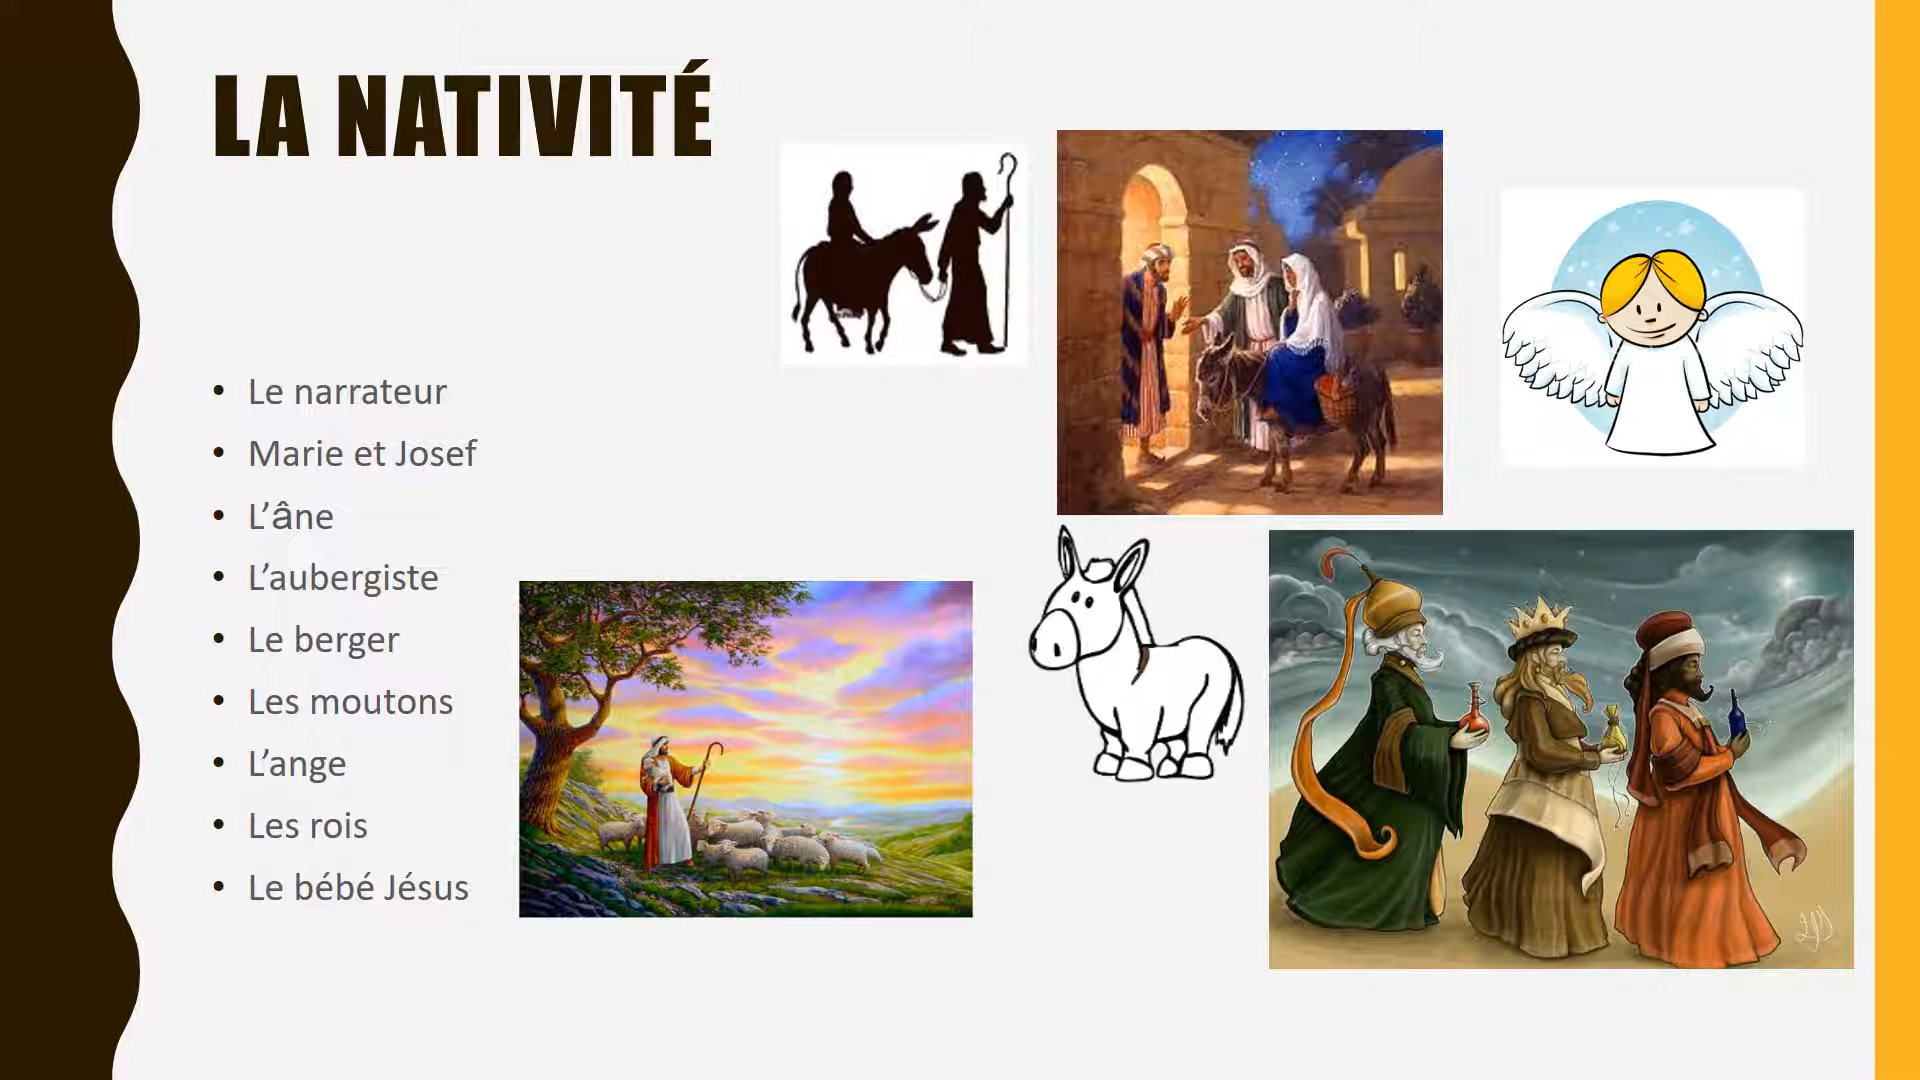 LA NATIVITÉ
• Le narrateur
• Marie et Josef
• L’âne
• L’aubergiste
• Le berger
• Les moutons
• L’ange
• Les rois
• Le bébé Jésus